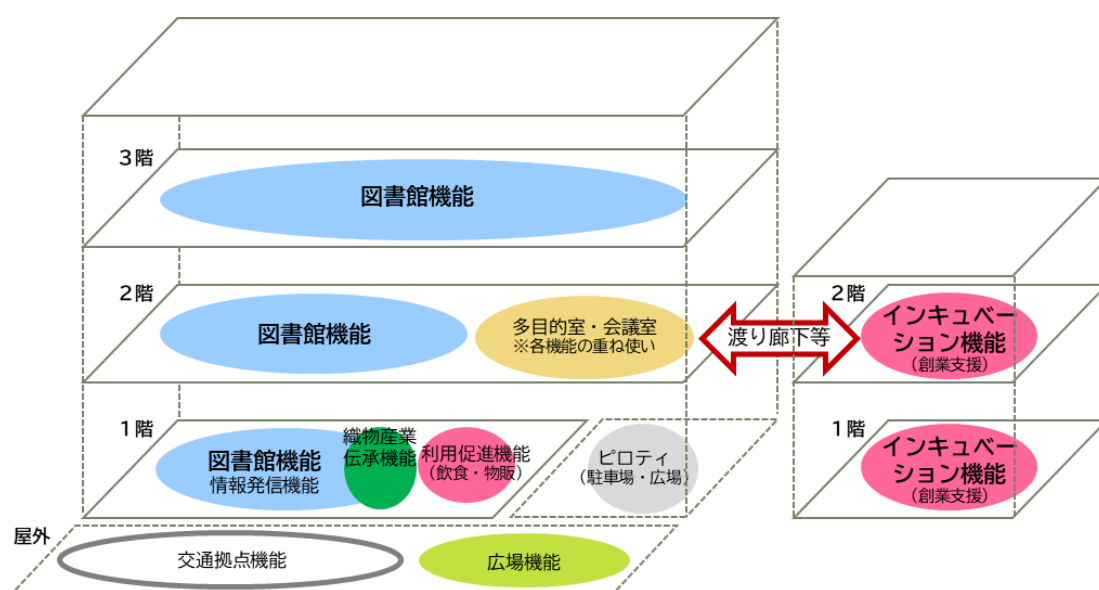 3階
図書館機能
2階
図書館機能
多目的室・会議室
※各機能の重ね使い
渡り廊下等
2階
インキュベー
ション機能
(創業支援)
1階
図書館機能
情報発信機能
織物産業
伝承機能
利用促進機能
(飲食・物販)
ピロティ
(駐車場・広場)
1階
インキュベー
ション機能
(創業支援)
屋外
交通拠点機能
広場機能